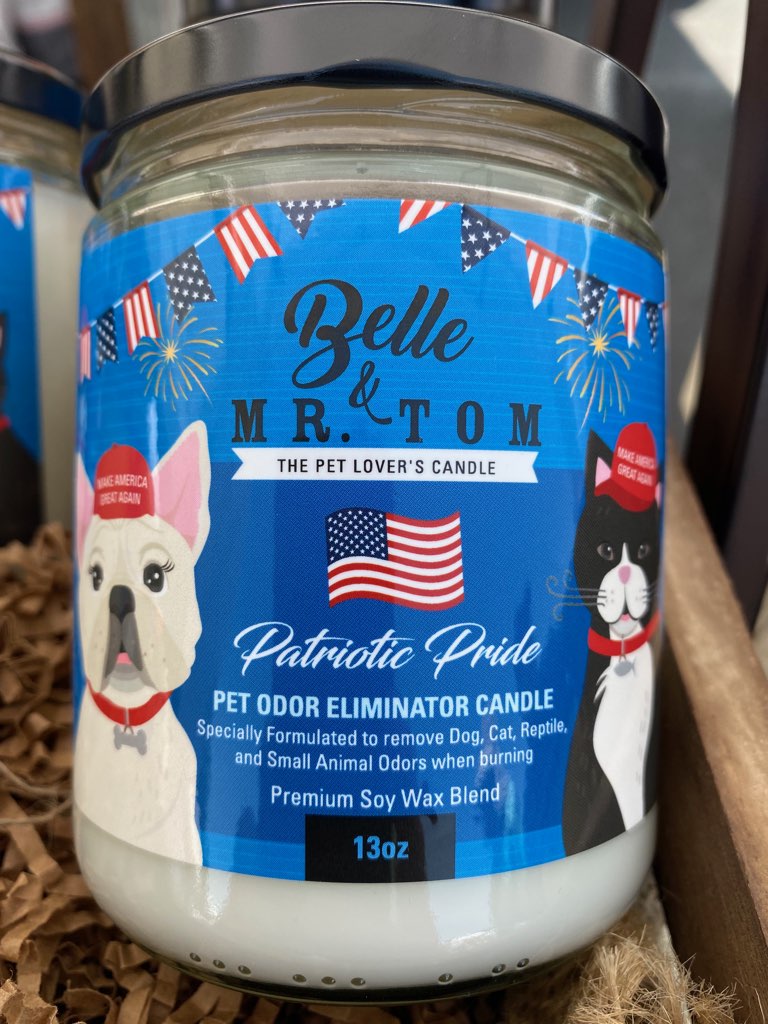 Belle
&
MR. TOM
THE PET LOVER'S CANDLE
MAKE AMERICA
GREAT AGAIN
MAKE AMERICA
GREAT AGAIN
Patriotic Pride
PET ODOR ELIMINATOR CANDLE
Specially Formulated to remove Dog, Cat, Reptile,
and Small Animal Odors when burning
Premium Soy Wax Blend
13oz